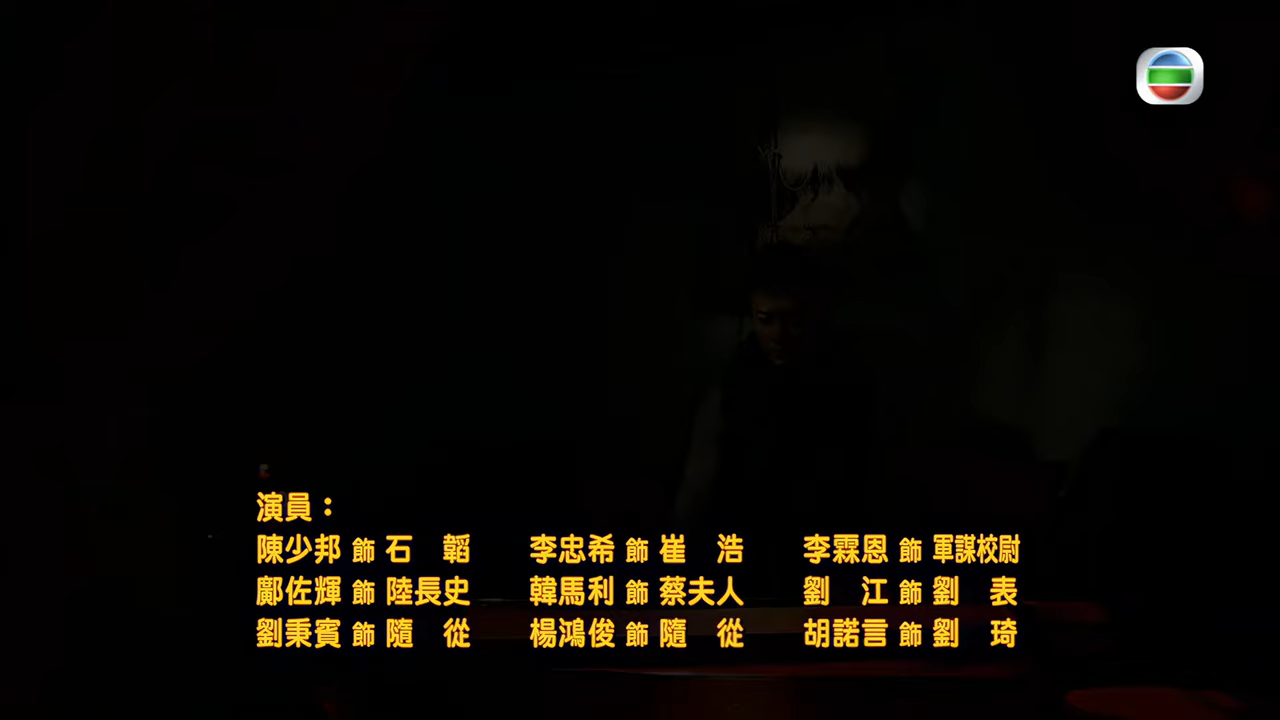 演員：
陳少邦 飾 石　韜　　李忠希 飾 崔　浩　　李霖恩 飾 軍謀校尉
鄺佐輝 飾 陸長史　　韓馬利 飾 蔡夫人　　劉　江 飾 劉　表
劉秉賓 飾 隨　從　　楊鴻俊 飾 隨　從　　胡諾言 飾 劉　琦